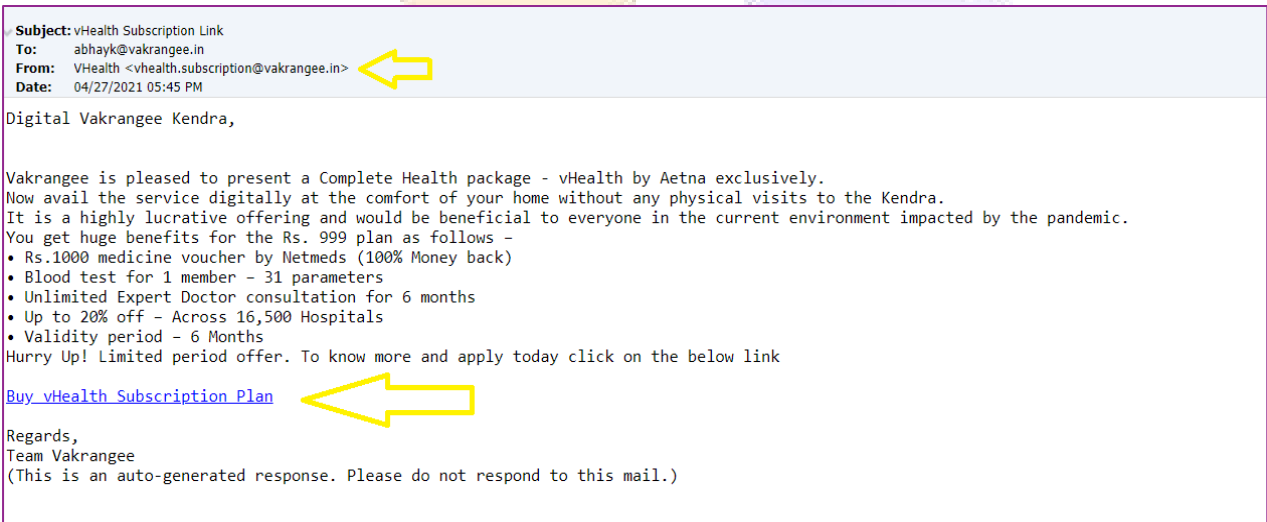 Subject: vHealth Subscription Link
To: abhayk@vakrangee.in
From: VHealth <vhealth.subscription@vakrangee.in>
Date: 04/27/2021 05:45 PM
Digital Vakrangee Kendra,
Vakrangee is pleased to present a Complete Health package - vHealth by Aetna exclusively.
Now avail the service digitally at the comfort of your home without any physical visits to the Kendra.
It is a highly lucrative offering and would be beneficial to everyone in the current environment impacted by the pandemic.
You get huge benefits for the Rs. 999 plan as follows –
• Rs.1000 medicine voucher by Netmeds (100% Money back)
• Blood test for 1 member – 31 parameters
• Unlimited Expert Doctor consultation for 6 months
• Up to 20% off – Across 16,500 Hospitals
• Validity period – 6 Months
Hurry Up! Limited period offer. To know more and apply today click on the below link
Buy vHealth Subscription Plan
Regards,
Team Vakrangee
(This is an auto-generated response. Please do not respond to this mail.)